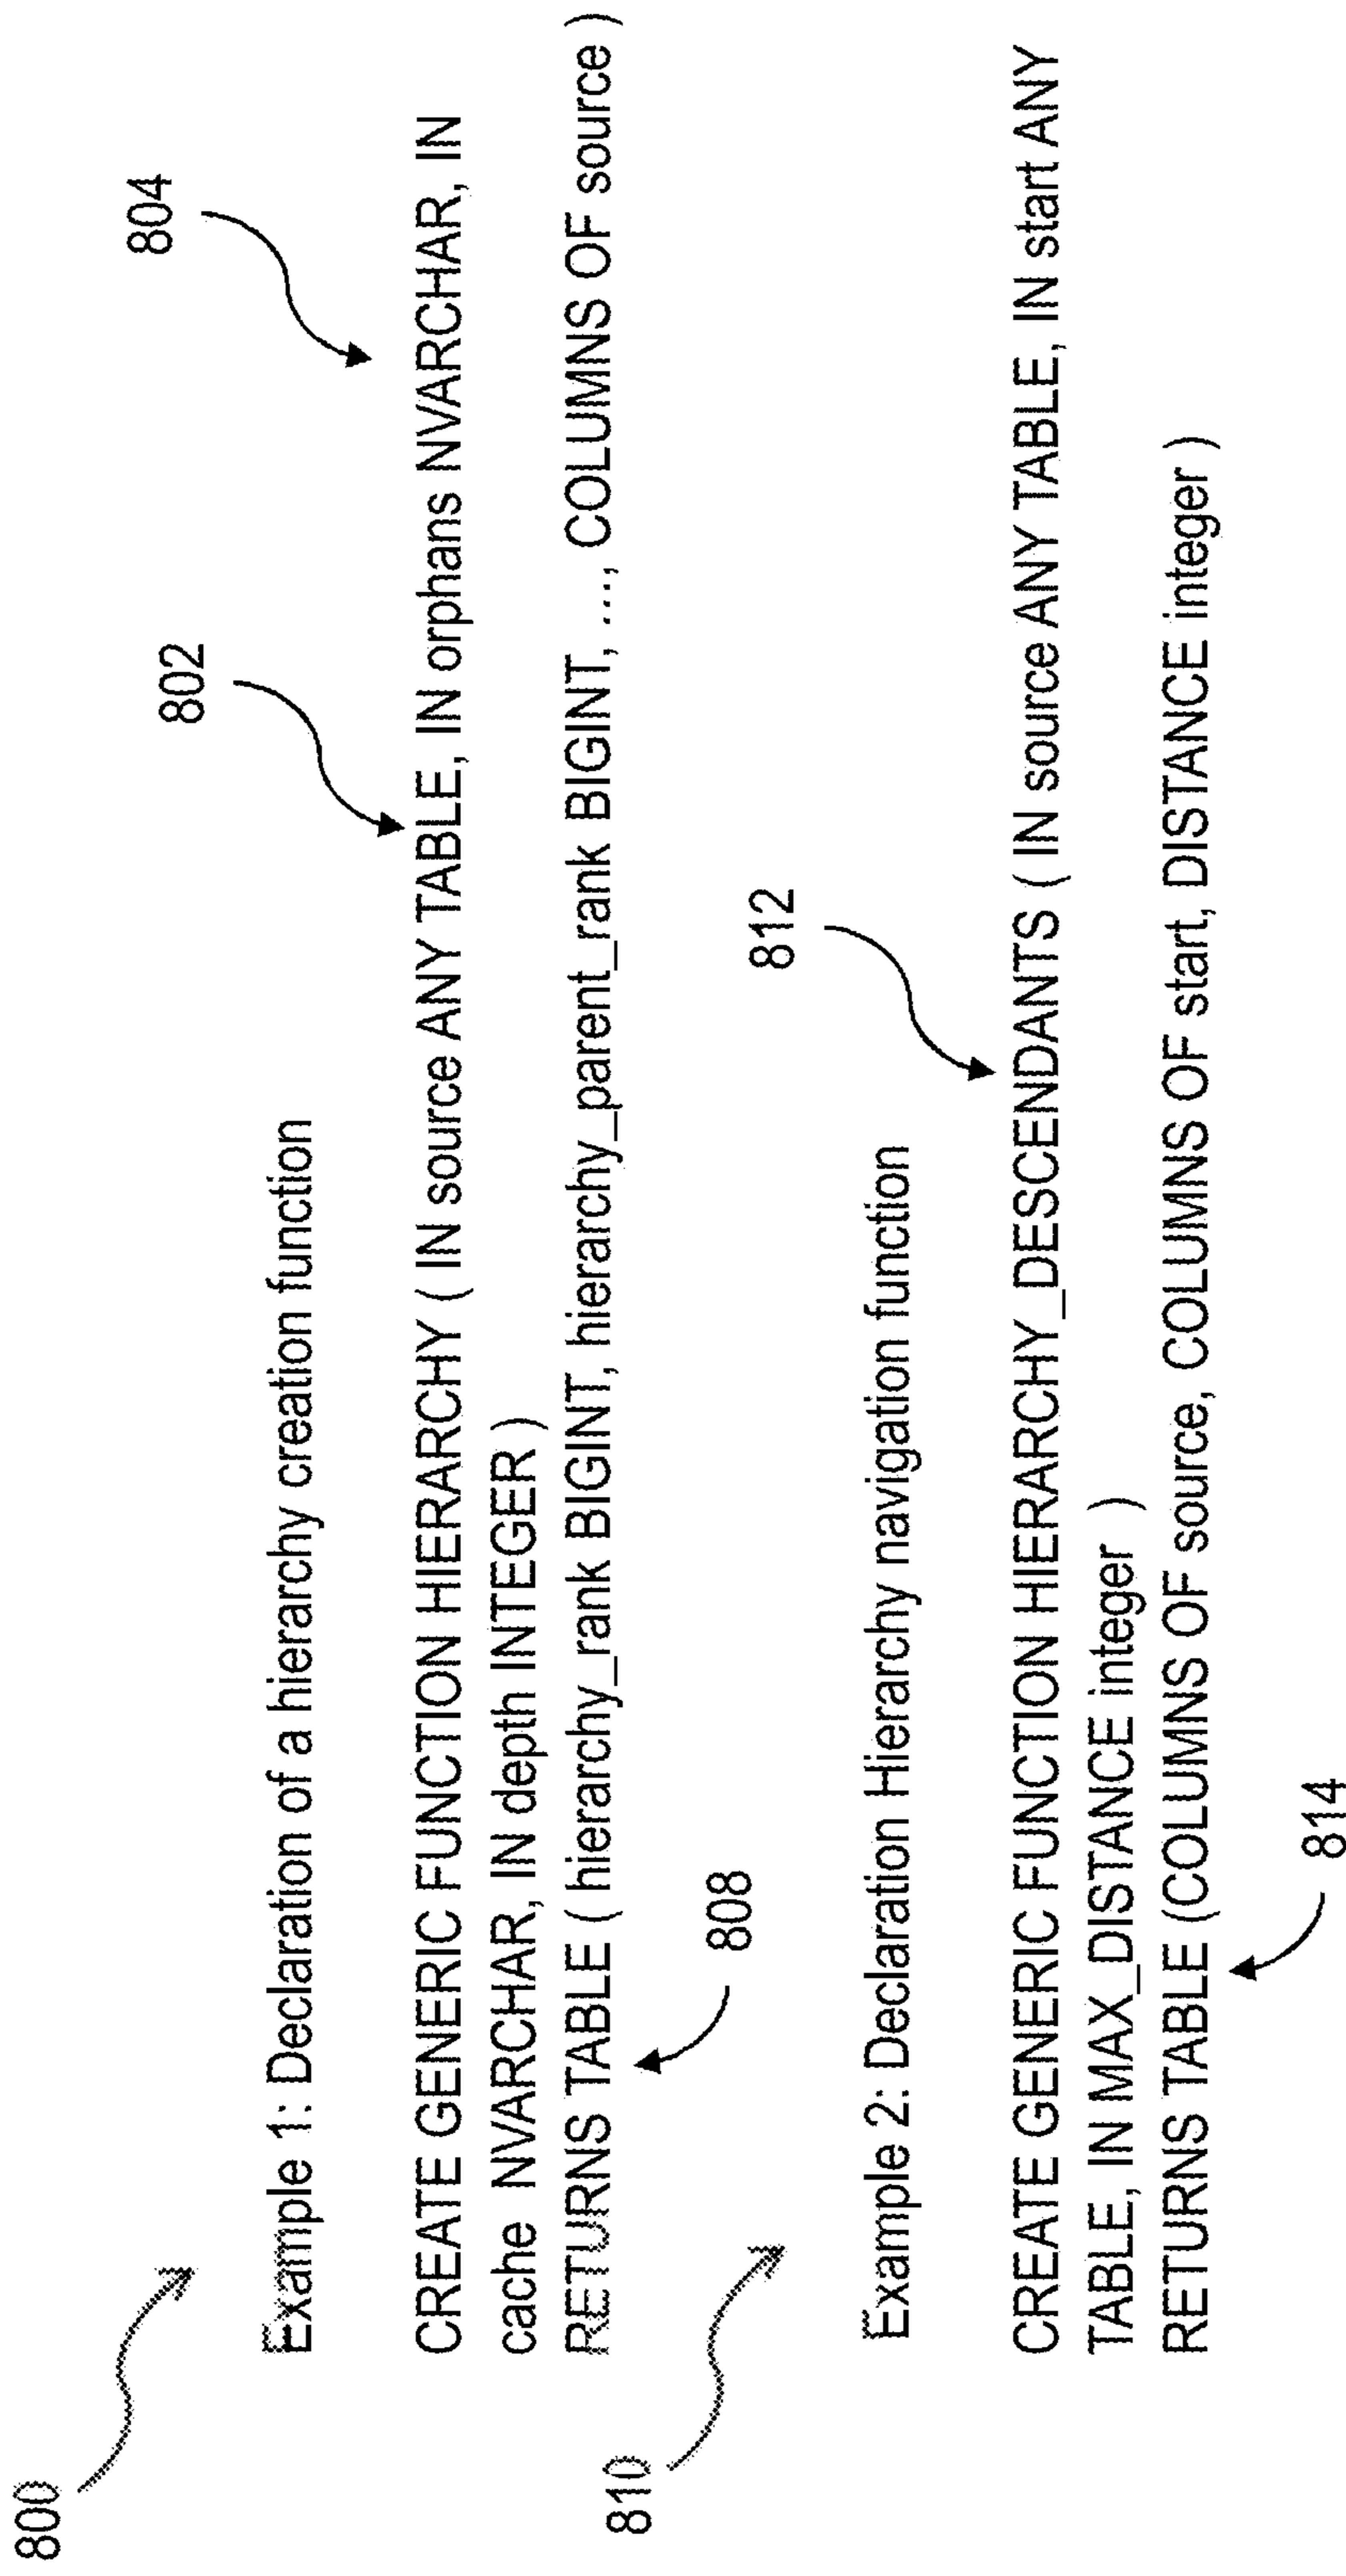 800
Example 1: Declaration of a hierarchy creation function
804
802
CREATE GENERIC FUNCTION HIERARCHY ( IN source ANY TABLE, IN orphans NVARCHAR, IN
cache NVARCHAR, IN depth INTEGER )
RETURNS TABLE ( hierarchy_rank BIGINT, hierarchy_parent_rank BIGINT, ...., COLUMNS OF source )
808
810
Example 2: Declaration Hierarchy navigation function
812
CREATE GENERIC FUNCTION HIERARCHY_DESCENDANTS ( IN source ANY TABLE, IN start ANY
TABLE, IN MAX_DISTANCE integer )
RETURNS TABLE (COLUMNS OF source, COLUMNS OF start, DISTANCE integer )
814